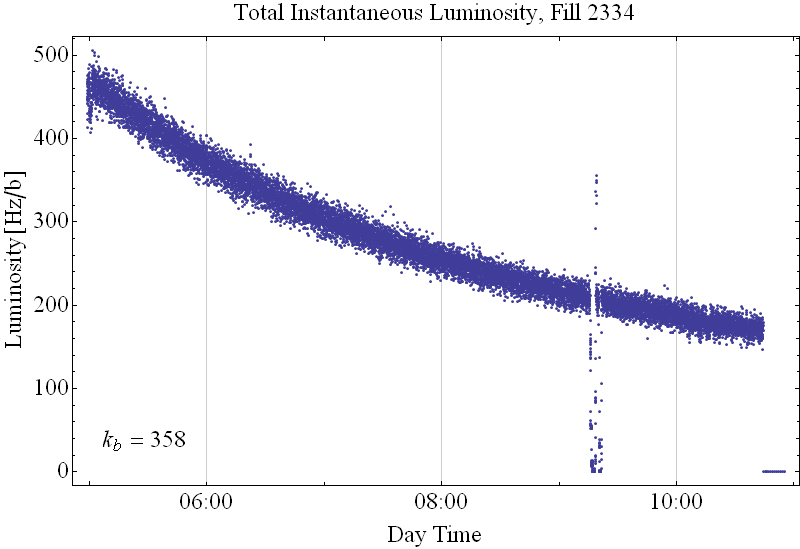 Total Instantaneous Luminosity, Fill 2334
500
400
300
200
100
0
Luminosity[Hz/b]
k_b = 358
06:00 08:00 10:00
Day Time